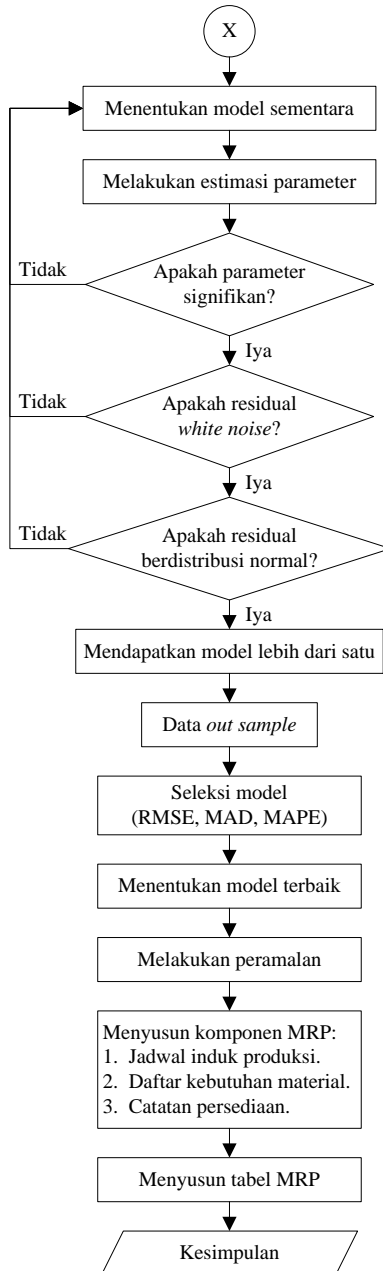 X
Menentukan model sementara
Melakukan estimasi parameter
Tidak
Apakah parameter
signifikan?
Iya
Tidak
Apakah residual
white noise?
Iya
Tidak
Apakah residual
berdistribusi normal?
Iya
Mendapatkan model lebih dari satu
Data out sample
Seleksi model
(RMSE, MAD, MAPE)
Menentukan model terbaik
Melakukan peramalan
Menyusun komponen MRP:
1. Jadwal induk produksi.
2. Daftar kebutuhan material.
3. Catatan persediaan.
Menyusun tabel MRP
Kesimpulan